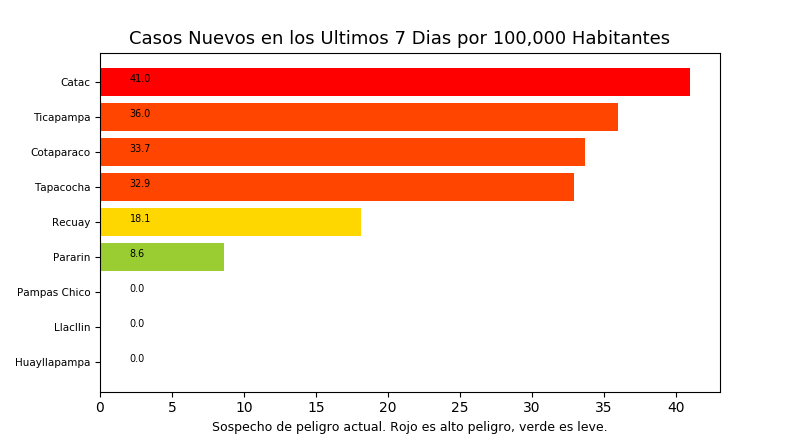 Casos Nuevos en los Ultimos 7 Dias por 100,000 Habitantes
Catac 41.0
Ticapampa 36.0
Cotaparaco 33.7
Tapacocha 32.9
Recuay 18.1
Pararin 8.6
Pampas Chico 0.0
Llacllin 0.0
Huayllapampa 0.0
0 5 10 15 20 25 30 35 40
Sospecho de peligro actual. Rojo es alto peligro, verde es leve.